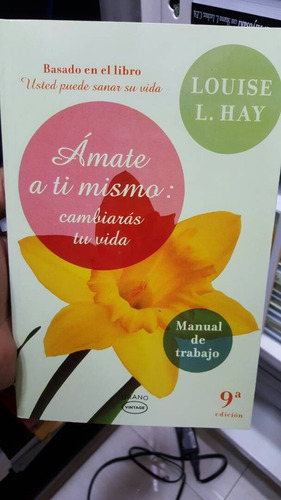 Basado en el libro
Usted puede sanar su vida
LOUISE
L. HAY
Ámate
a ti mismo:
cambiarás
tu vida
Manual
de
trabajo
9ª
edición
VINTAGE